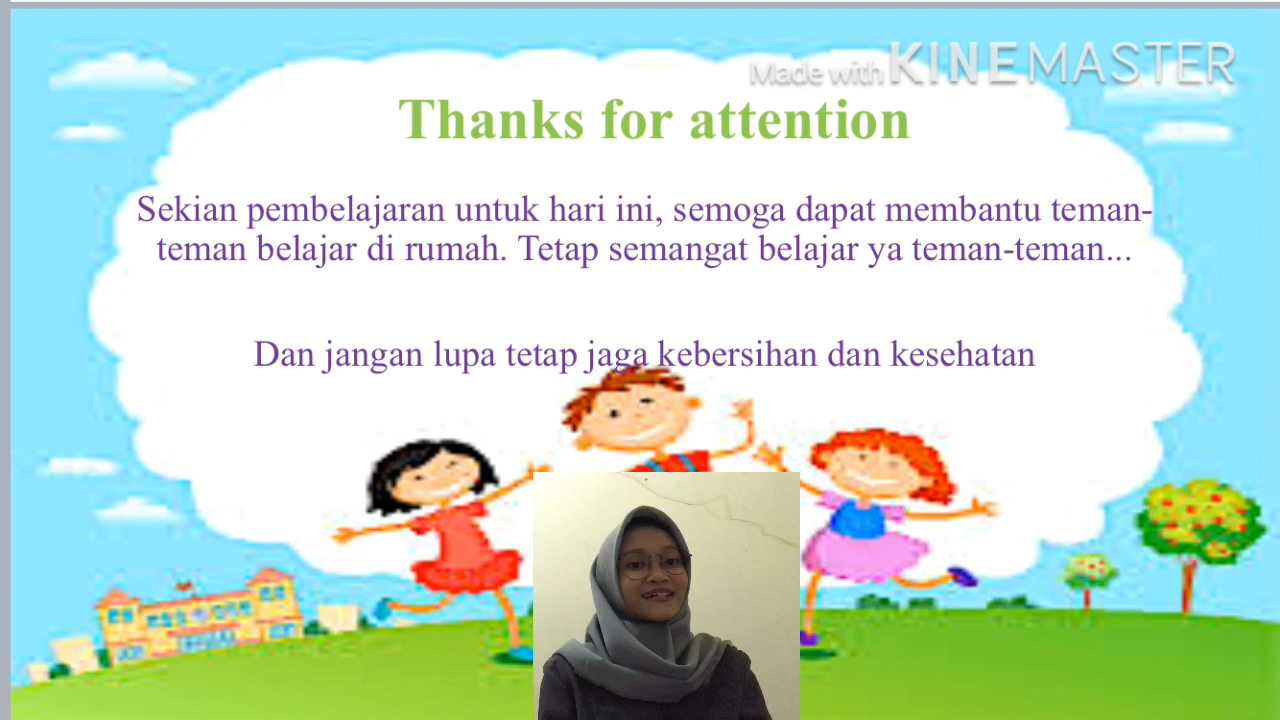 Made with KINEMASTER
Thanks for attention
Sekian pembelajaran untuk hari ini, semoga dapat membantu teman-
teman belajar di rumah. Tetap semangat belajar ya teman-teman...
Dan jangan lupa tetap jaga kebersihan dan kesehatan